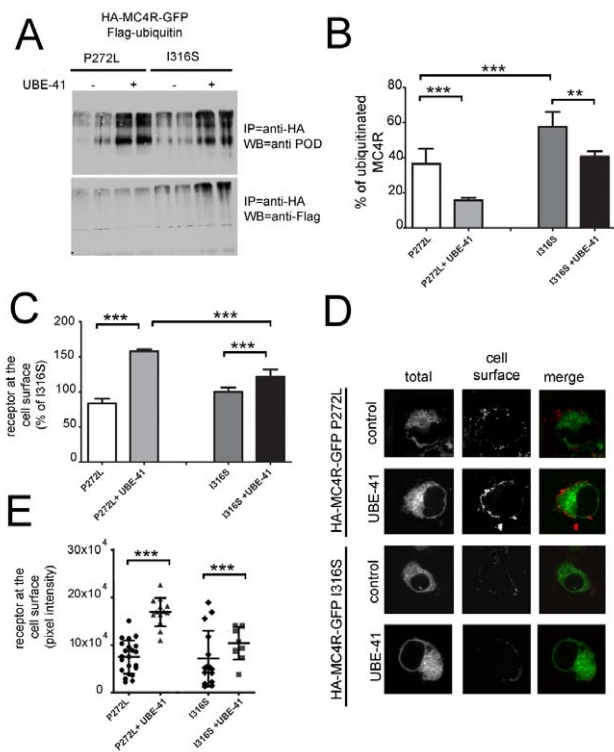 A
HA-MC4R-GFP
Flag-ubiquitin
P272L I316S
UBE-41 - + - +
IP=anti-HA
WB=anti POD
IP=anti-HA
WB=anti-Flag
B
% of ubiquitinated
MC4R
80
60
40
20
0
***
***
**
P272L
P272L+ UBE-41
I316S
I316S +UBE-41
C
receptor at the
cell surface
(% of I316S)
200
150
100
50
0
***
***
***
P272L
P272L+ UBE-41
I316S
I316S +UBE-41
D
total cell surface merge
HA-MC4R-GFP P272L
control
UBE-41
HA-MC4R-GFP I316S
control
UBE-41
E
receptor at the
cell surface
(pixel intensity)
30x10⁴
20x10⁴
10x10⁴
0
***
***
P272L
P272L+ UBE-41
I316S
I316S +UBE-41